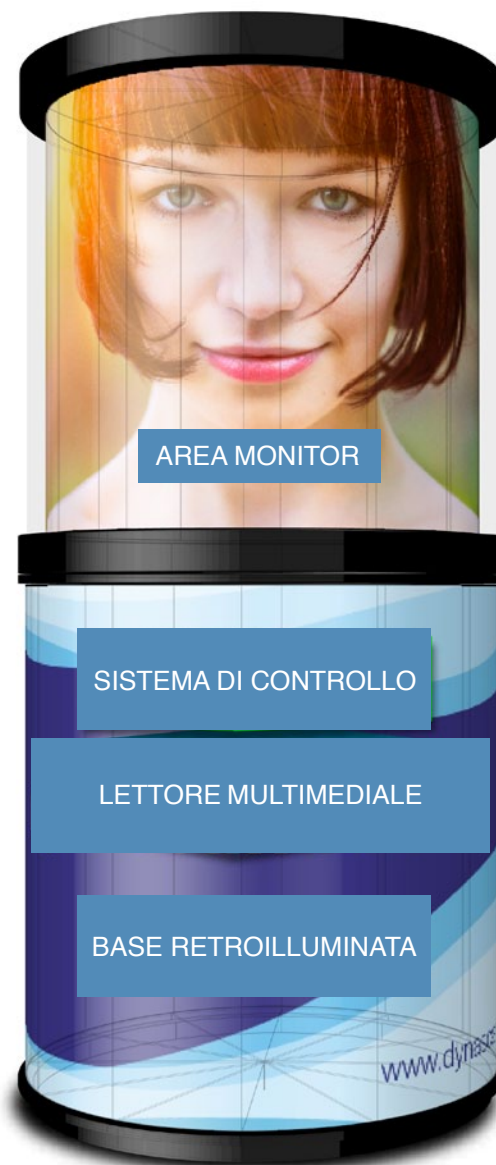 AREA MONITOR
SISTEMA DI CONTROLLO
LETTORE MULTIMEDIALE
BASE RETROILLUMINATA